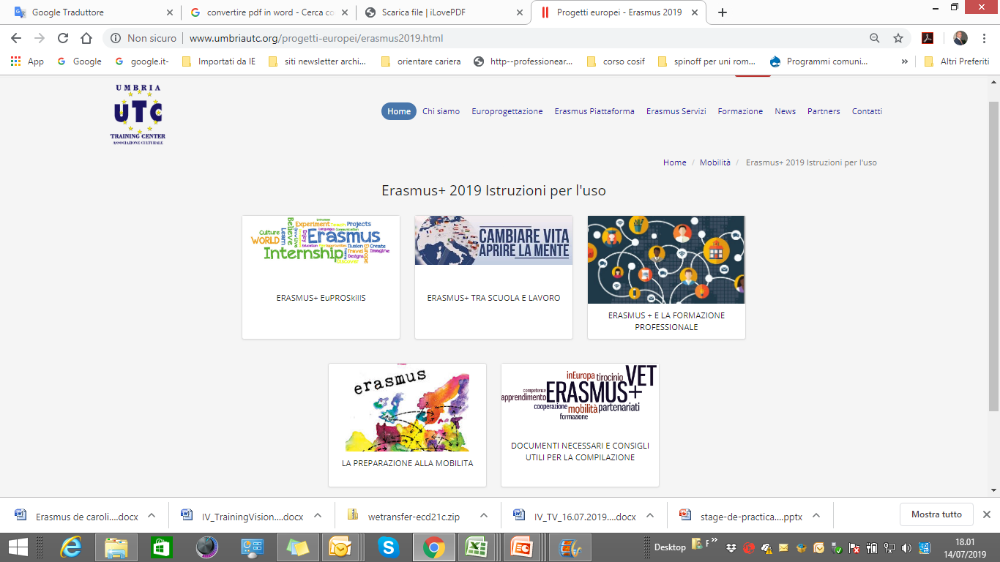 Google Traduttore
convertire pdf in word - Cerca co
Scarica file | iLovePDF
Progetti europei - Erasmus 2019
Non sicuro
www.umbriautc.org/progetti-europei/erasmus2019.html
App
Google
google.it-
Importati da IE
siti newsletter archi...
orientare cariera
http--professionear...
corso cosif
spinoff per uni rom...
Programmi comuni...
»
Altri Preferiti
UMBRIA
UTC
TRAINING CENTER
ASSOCIAZIONE CULTURALE
Home
Chi siamo
Europrogettazione
Erasmus Piattaforma
Erasmus Servizi
Formazione
News
Partners
Contatti
Home / Mobilità / Erasmus+ 2019 Istruzioni per l'uso
Erasmus+ 2019 Istruzioni per l'uso
Experiment
Projects
Believe
Culture
Learn
WORLD
Enjoy
Erasmus
Illusion
Create
Internship
Travel
Europe
Imagine
Designs
Discover
ERASMUS+ EuPROSkillS
CAMBIARE VITA
APRIRE LA MENTE
ERASMUS+ TRA SCUOLA E LAVORO
ERASMUS + E LA FORMAZIONE
PROFESSIONALE
erasmus
LA PREPARAZIONE ALLA MOBILITA
inEuropa tirocinio VET
competenze
apprendimento ERASMUS+
cooperazione mobilità partenariati
formazione
DOCUMENTI NECESSARI E CONSIGLI
UTILI PER LA COMPILAZIONE
Erasmus de caroli....docx
IV_TrainingVision....docx
wetransfer-ecd21c.zip
IV_TV_16.07.2019....docx
stage-de-practica....pptx
Mostra tutto
Desktop
F
»
18.01
14/07/2019